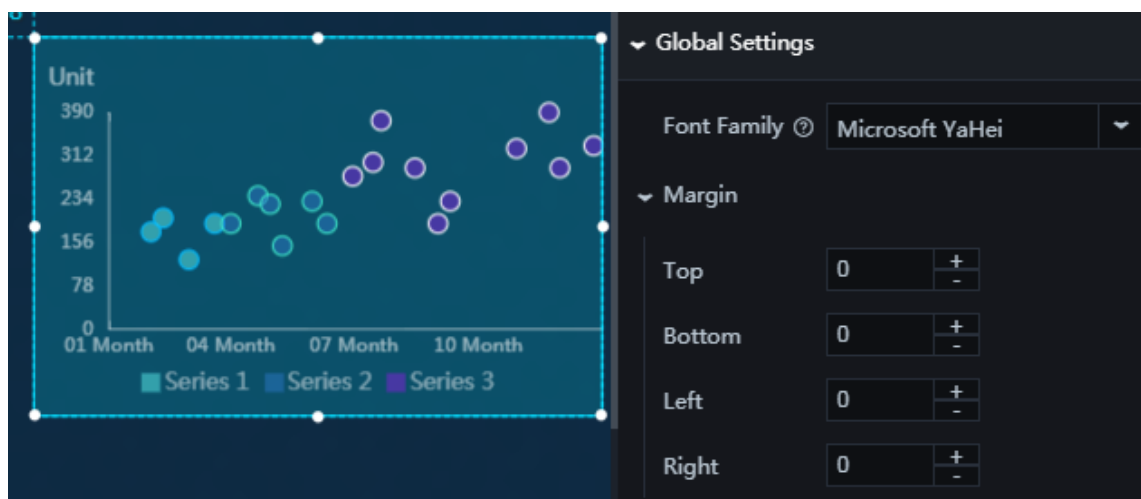 Unit
390
312
234
156
78
0
01 Month 04 Month 07 Month 10 Month
Series 1 Series 2 Series 3
Global Settings
Font Family ? Microsoft YaHei
Margin
Top 0 + -
Bottom 0 + -
Left 0 + -
Right 0 + -